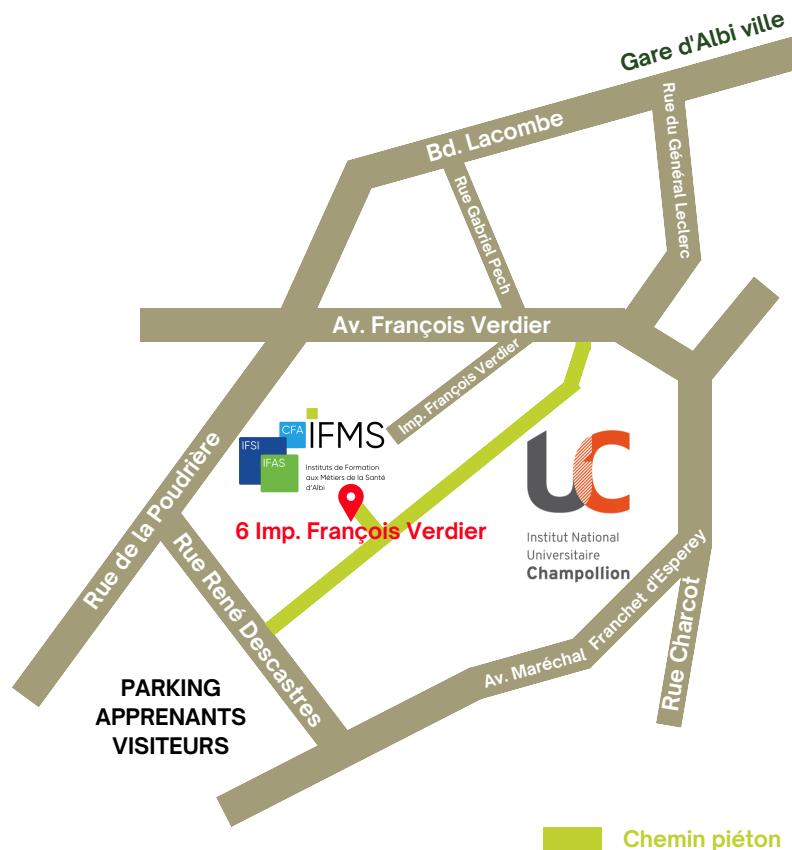 Gare d'Albi ville
Bd. Lacombe
Rue du Général Leclerc
Rue Gabriel Pech
Av. François Verdier
Imp. François Verdier
CFA
IFMS
IFSI
IFAS
Instituts de Formation
aux Métiers de la Santé
d'Albi
6 Imp. François Verdier
UC
Institut National
Universitaire
Champollion
Rue de la Poudrière
Rue René Descastres
Av. Maréchal Franchet d'Esperey
Rue Charcot
PARKING
APPRENANTS
VISITEURS
Chemin piéton